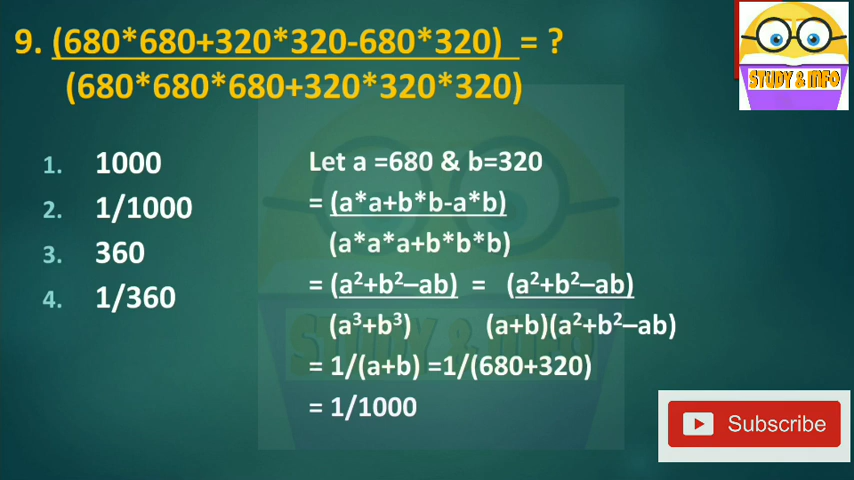 9. (680*680+320*320-680*320) = ?
(680*680*680+320*320*320)
STUDY & INFO
1. 1000
2. 1/1000
3. 360
4. 1/360
Let a =680 & b=320
= (a*a+b*b-a*b)
(a*a*a+b*b*b)
= (a²+b²–ab) = (a²+b²–ab)
(a³+b³) (a+b)(a²+b²–ab)
= 1/(a+b) =1/(680+320)
= 1/1000
STUDY & INFO
Subscribe